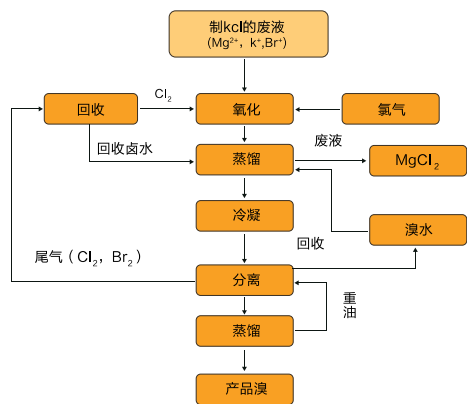 制kcl的废液
(Mg²⁺, k⁺,Br⁺)
回收
Cl₂
氧化
氯气
回收卤水
蒸馏
废液
MgCl₂
冷凝
回收
溴水
尾气（Cl₂，Br₂）
分离
重油
蒸馏
产品溴